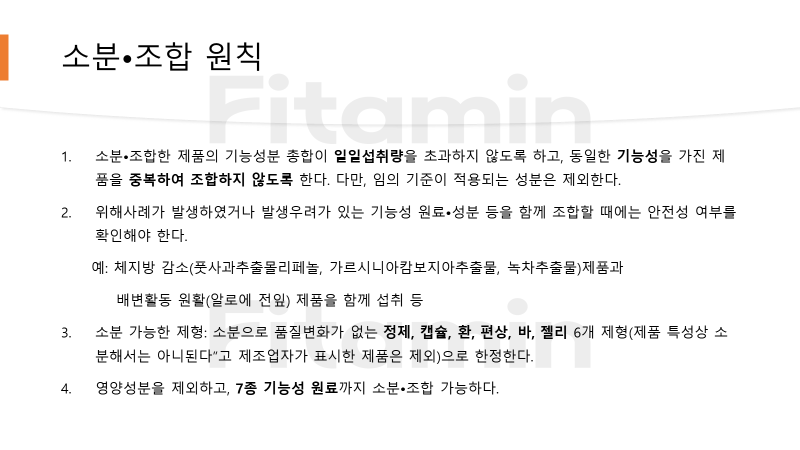 소분•조합 원칙
Fitamin
1. 소분•조합한 제품의 기능성분 총합이 일일섭취량을 초과하지 않도록 하고, 동일한 기능성을 가진 제
품을 중복하여 조합하지 않도록 한다. 다만, 임의 기준이 적용되는 성분은 제외한다.
2. 위해사례가 발생하였거나 발생우려가 있는 기능성 원료•성분 등을 함께 조합할 때에는 안전성 여부를
확인해야 한다.
예: 체지방 감소(풋사과추출물리페놀, 가르시니아캄보지아추출물, 녹차추출물)제품과
배변활동 원활(알로에 전잎) 제품을 함께 섭취 등
Fitamin
3. 소분 가능한 제형: 소분으로 품질변화가 없는 정제, 캡슐, 환, 편상, 바, 젤리 6개 제형(제품 특성상 소
분해서는 아니된다”고 제조업자가 표시한 제품은 제외)으로 한정한다.
4. 영양성분을 제외하고, 7종 기능성 원료까지 소분•조합 가능하다.